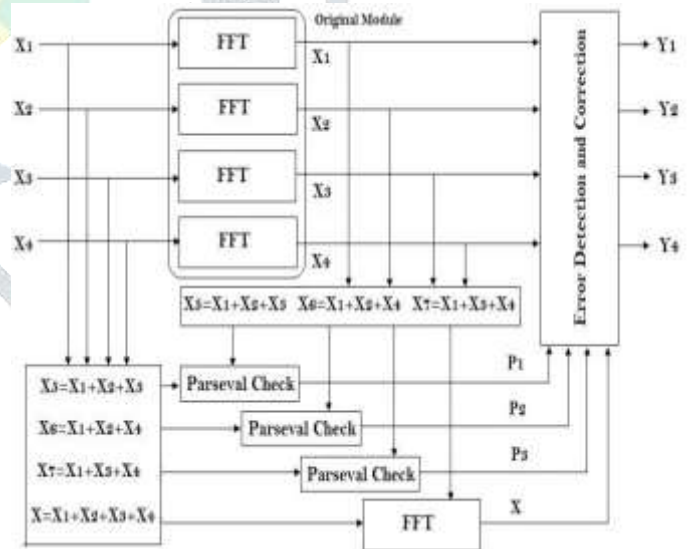 Original Module
X1 FFT X1 Y1
X2 FFT X2 Y2
X3 FFT X3 Y3
X4 FFT X4 Y4
Error Detection and Correction
X5=X1+X2+X3 X6=X1+X2+X4 X7=X1+X3+X4
X5=X1+X2+X3 Parseval Check P1
X6=X1+X2+X4 Parseval Check P2
X7=X1+X3+X4 Parseval Check P3
X=X1+X2+X3+X4 FFT X